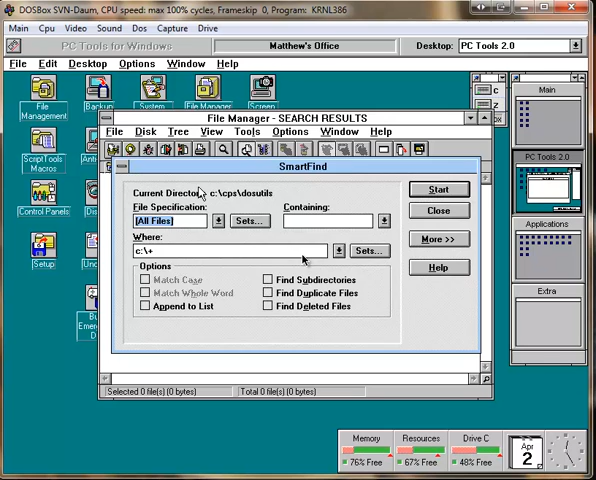 DOSBox SVN-Daum, CPU speed: max 100% cycles, Frameskip 0, Program: KRNL386
Main Cpu Video Sound Dos Capture Drive
PC Tools for Windows Matthew's Office Desktop: PC Tools 2.0
File Edit Desktop Options Window Help
File Management
Backup
System
File Manager
Screen
c
z
Main
File Manager - SEARCH RESULTS
File Disk Tree View Tools Options Window Help
ScriptTools Macros
SmartFind
PC Tools 2.0
Current Directory: c:\cps\dosutils
Start
File Specification: Containing:
Control Panels
[All Files] Sets...
Close
Applications
Where:
More >>
c:\+ Sets...
Setup
Options
Help
Match Case Find Subdirectories
Match Whole Word Find Duplicate Files
Append to List Find Deleted Files
Extra
Selected 0 file(s) (0 bytes) Total 0 file(s) (0 bytes)
Memory Resources Drive C
Apr
2
76% Free 67% Free 48% Free